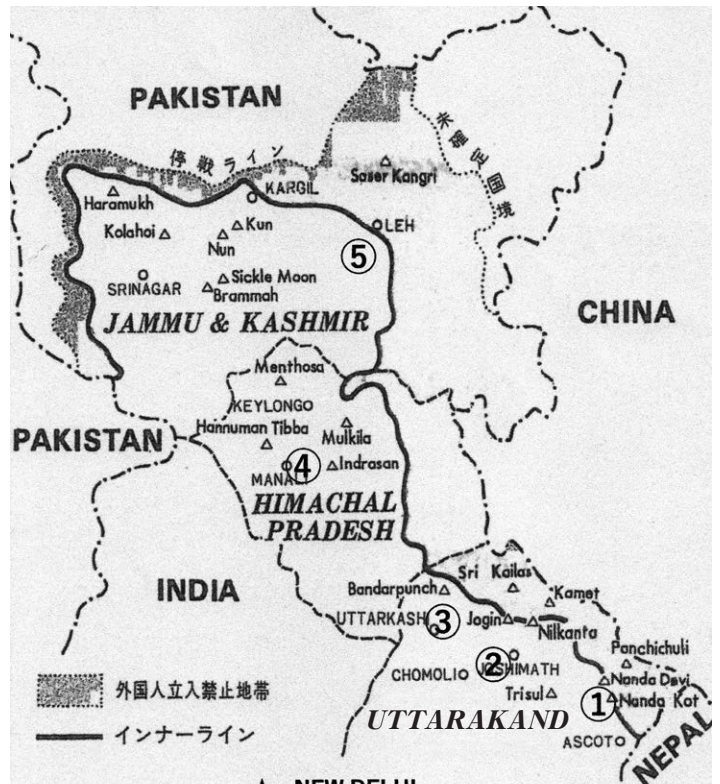 PAKISTAN
停戦ライン
未確定国境
Saser Kangri
KARGIL
Haramukh
Kolahoi
Kun
Nun
LEH
⑤
SRINAGAR
Sickle Moon
Brammah
JAMMU & KASHMIR
CHINA
Menthosa
KEYLONG
PAKISTAN
Hannuman Tibba
Mulkila
MANALI
④
Indrasan
HIMACHAL
PRADESH
INDIA
Sri Kailas
Bandarpunch
Kamet
UTTARKASHI
③
Jogin
Nilkanta
Panchichuli
CHOMOLI
②
JOSHIMATH
Nanda Devi
Trisul
①
Nanda Kot
UTTARAKAND
ASCOT
NEPAL
外国人立入禁止地帯
インナーライン
NEW DELHI